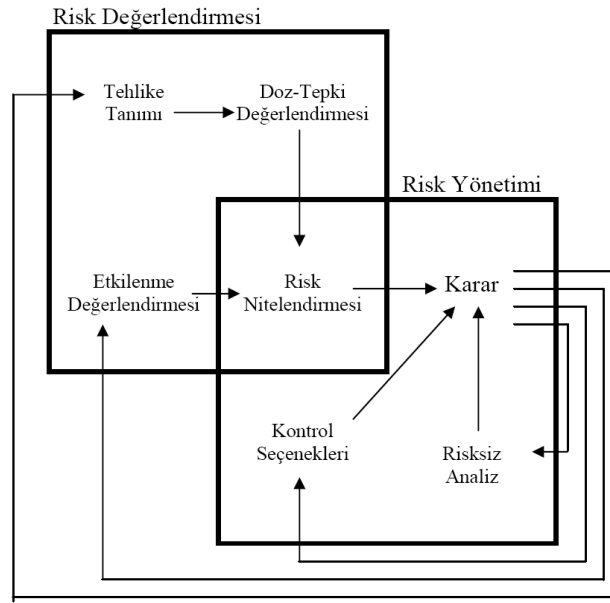 Risk Değerlendirmesi
Tehlike
Tanımı
Doz-Tepki
Değerlendirmesi
Risk Yönetimi
Etkilenme
Değerlendirmesi
Risk
Nitelendirmesi
Karar
Kontrol
Seçenekleri
Risksiz
Analiz